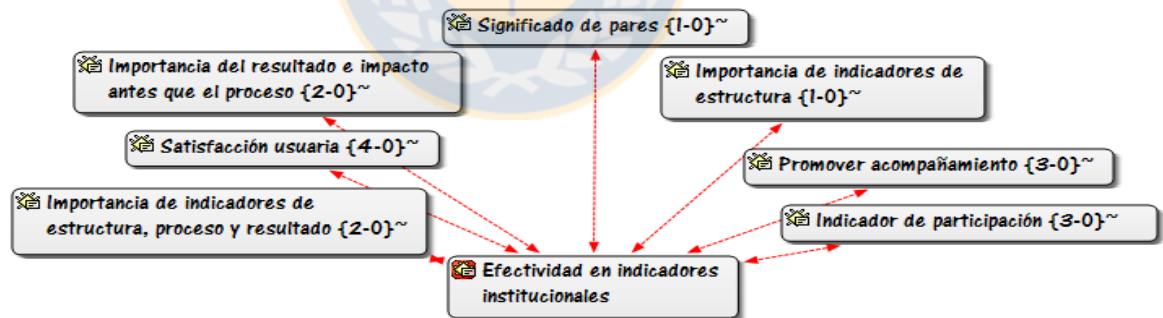 Significado de pares {1-0}~
Importancia del resultado e impacto
antes que el proceso {2-0}~
Importancia de indicadores de
estructura {1-0}~
Satisfacción usuaria {4-0}~
Promover acompañamiento {3-0}~
Importancia de indicadores de
estructura, proceso y resultado {2-0}~
Indicador de participación {3-0}~
Efectividad en indicadores
institucionales